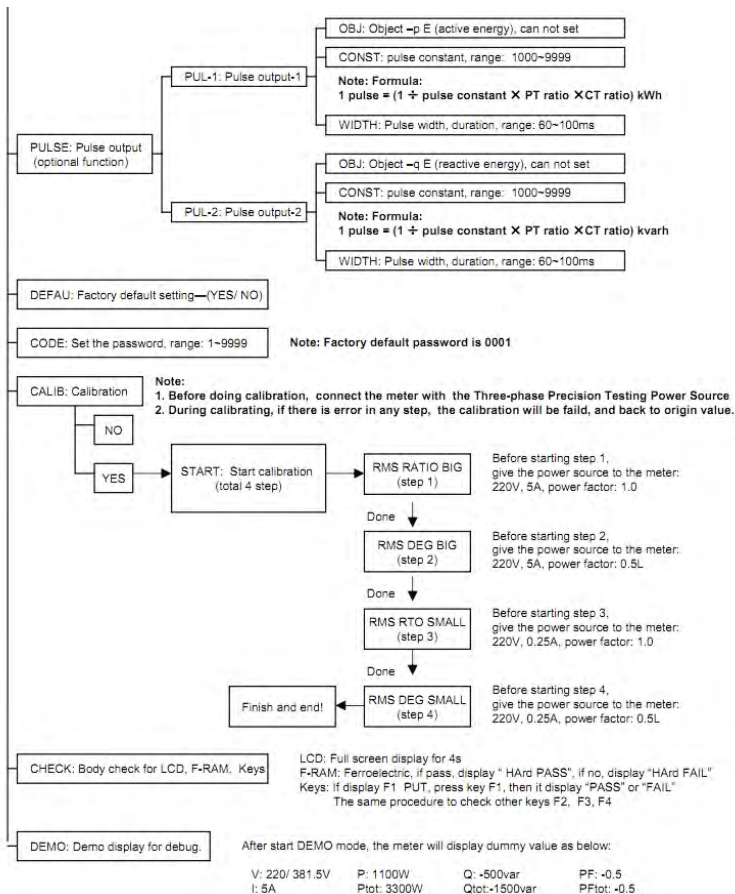 OBJ: Object –p E (active energy), can not set
CONST: pulse constant, range: 1000~9999
PUL-1: Pulse output-1
Note: Formula:
1 pulse = (1 ÷ pulse constant X PT ratio XCT ratio) kWh
WIDTH: Pulse width, duration, range: 60~100ms
PULSE: Pulse output
(optional function)
OBJ: Object –q E (reactive energy), can not set
CONST: pulse constant, range: 1000~9999
PUL-2: Pulse output-2
Note: Formula:
1 pulse = (1 ÷ pulse constant X PT ratio XCT ratio) kvarh
WIDTH: Pulse width, duration, range: 60~100ms
DEFAU: Factory default setting—(YES/ NO)
CODE: Set the password, range: 1~9999
Note: Factory default password is 0001
CALIB: Calibration
Note:
1. Before doing calibration, connect the meter with the Three-phase Precision Testing Power Source
2. During calibrating, if there is error in any step, the calibration will be faild, and back to origin value.
NO
YES
START: Start calibration
(total 4 step)
RMS RATIO BIG
(step 1)
Before starting step 1,
give the power source to the meter:
220V, 5A, power factor: 1.0
Done
RMS DEG BIG
(step 2)
Before starting step 2,
give the power source to the meter:
220V, 5A, power factor: 0.5L
Done
RMS RTO SMALL
(step 3)
Before starting step 3,
give the power source to the meter:
220V, 0.25A, power factor: 1.0
Done
RMS DEG SMALL
(step 4)
Before starting step 4,
give the power source to the meter:
220V, 0.25A, power factor: 0.5L
Finish and end!
CHECK: Body check for LCD, F-RAM, Keys
LCD: Full screen display for 4s
F-RAM: Ferroelectric, if pass, display " HArd PASS", if no, display "HArd FAIL"
Keys: If display F1 PUT, press key F1, then it display "PASS" or "FAIL"
The same procedure to check other keys F2, F3, F4
DEMO: Demo display for debug.
After start DEMO mode, the meter will display dummy value as below:
V: 220/ 381.5V P: 1100W Q: -500var PF: -0.5
I: 5A Ptot: 3300W Qtot:-1500var PFtot: -0.5